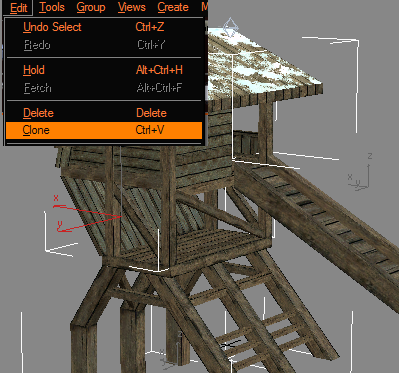 Edit Tools Group Views Create M
Undo Select Ctrl+Z
Redo Ctrl+Y
Hold Alt+Ctrl+H
Fetch Alt+Ctrl+F
Delete Delete
Clone Ctrl+V
z
x
y
x
y